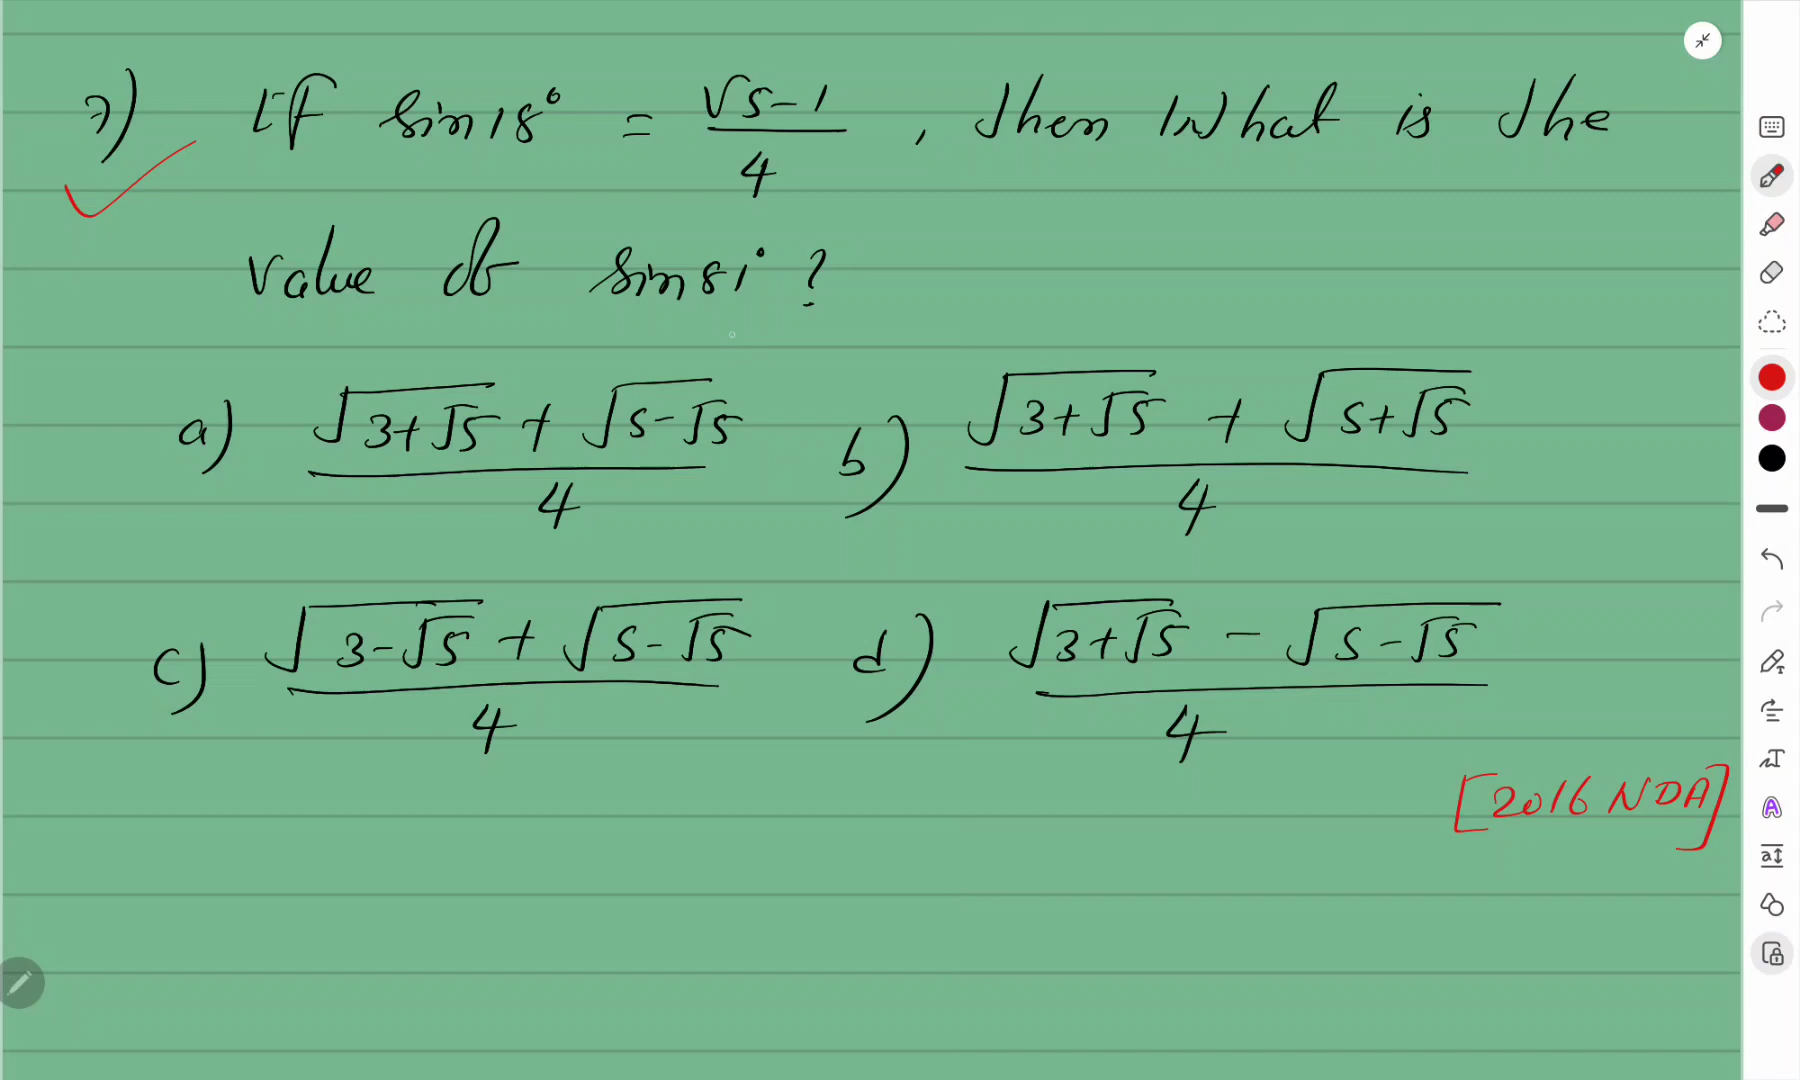 7) If sin18° = (√5-1)/4 , then What is the
value of sin81° ?
a) (√(3+√5) + √(5-√5))/4 b) (√(3+√5) + √(5+√5))/4
c) (√(3-√5) + √(5-√5))/4 d) (√(3+√5) - √(5-√5))/4
[2016 NDA]